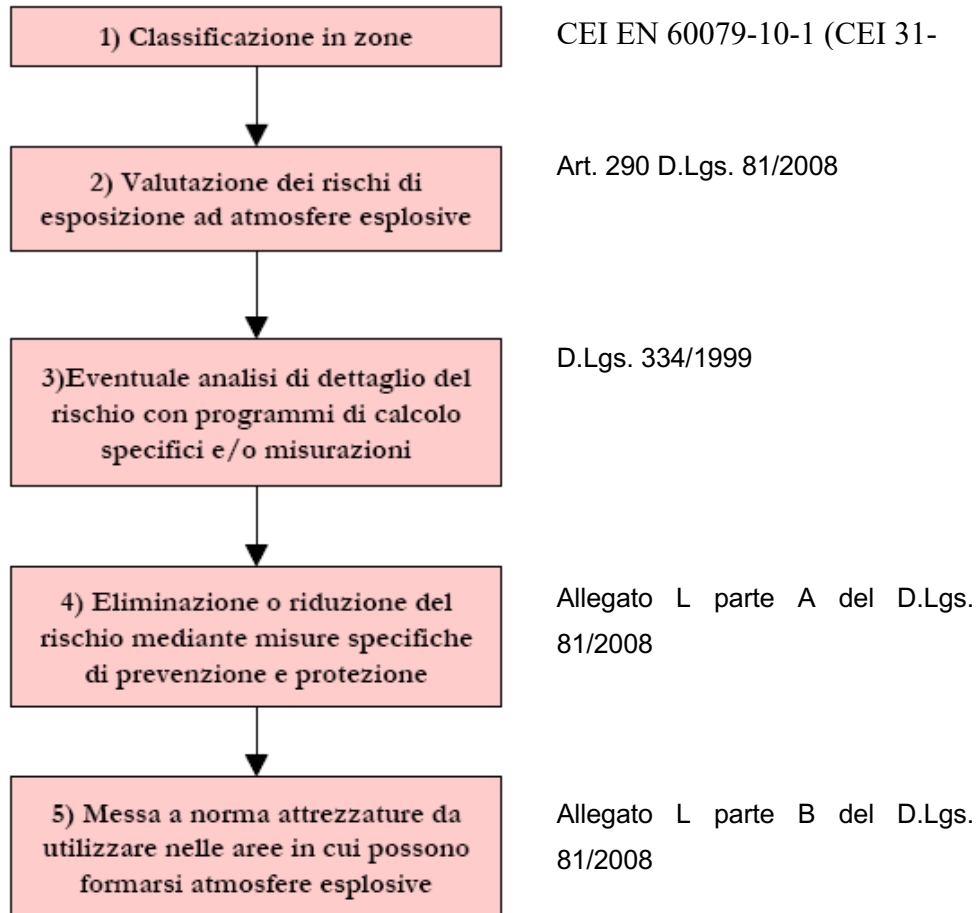 1) Classificazione in zone
CEI EN 60079-10-1 (CEI 31-
2) Valutazione dei rischi di
esposizione ad atmosfere esplosive
Art. 290 D.Lgs. 81/2008
3)Eventuale analisi di dettaglio del
rischio con programmi di calcolo
specifici e/o misurazioni
D.Lgs. 334/1999
4) Eliminazione o riduzione del
rischio mediante misure specifiche
di prevenzione e protezione
Allegato L parte A del D.Lgs.
81/2008
5) Messa a norma attrezzature da
utilizzare nelle aree in cui possono
formarsi atmosfere esplosive
Allegato L parte B del D.Lgs.
81/2008